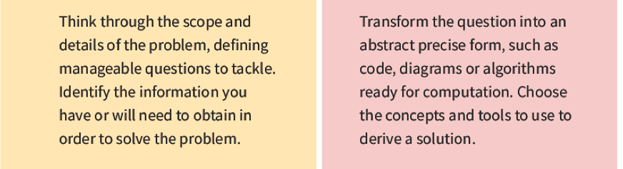 Think through the scope and
details of the problem, defining
manageable questions to tackle.
Identify the information you
have or will need to obtain in
order to solve the problem.
Transform the question into an
abstract precise form, such as
code, diagrams or algorithms
ready for computation. Choose
the concepts and tools to use to
derive a solution.